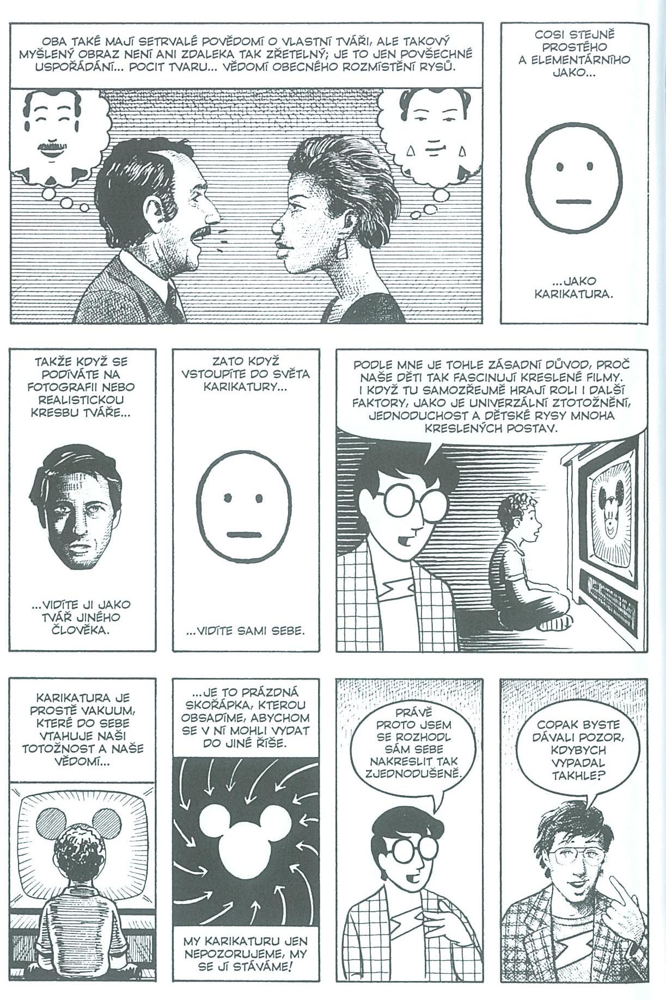 OBA TAKÉ MAJÍ SETRVALÉ POVĚDOMÍ O VLASTNÍ TVÁŘI, ALE TAKOVÝ
MYŠLENÝ OBRAZ NENÍ ANI ZDALEKA TAK ZŘETELNÝ; JE TO JEN POVŠECHNÉ
USPOŘÁDÁNÍ... POCIT TVARU... VĚDOMÍ OBECNÉHO ROZMÍSTĚNÍ RYSŮ.
COSI STEJNĚ
PROSTÉHO
A ELEMENTÁRNÍHO
JAKO...
...JAKO
KARIKATURA.
TAKŽE KDYŽ SE
PODÍVÁTE NA
FOTOGRAFII NEBO
REALISTICKOU
KRESBU TVÁŘE...
...VIDÍTE JI JAKO
TVÁŘ JINÉHO
ČLOVĚKA.
ZATO KDYŽ
VSTOUPÍTE DO SVĚTA
KARIKATURY...
...VIDÍTE SAMI SEBE.
PODLE MNE JE TOHLE ZÁSADNÍ DŮVOD, PROČ
NAŠE DĚTI TAK FASCINUJÍ KRESLENÉ FILMY.
I KDYŽ TU SAMOZŘEJMĚ HRAJÍ ROLI I DALŠÍ
FAKTORY, JAKO JE UNIVERZÁLNÍ ZTOTOŽNĚNÍ,
JEDNODUCHOST A DĚTSKÉ RYSY MNOHA
KRESLENÝCH POSTAV.
KARIKATURA JE
PROSTĚ VAKUUM,
KTERÉ DO SEBE
VTAHUJE NAŠI
TOTOŽNOST A NAŠE
VĚDOMÍ...
...JE TO PRÁZDNÁ
SKOŘÁPKA, KTEROU
OBSADÍME, ABYCHOM
SE V NÍ MOHLI VYDAT
DO JINÉ ŘÍŠE.
MY KARIKATURU JEN
NEPOZORUJEME, MY
SE JÍ STÁVÁME!
PRÁVĚ
PROTO JSEM
SE ROZHODL
SÁM SEBE
NAKRESLIT TAK
ZJEDNODUŠENĚ.
COPAK BYSTE
DÁVALI POZOR,
KDYBYCH
VYPADAL
TAKHLE?